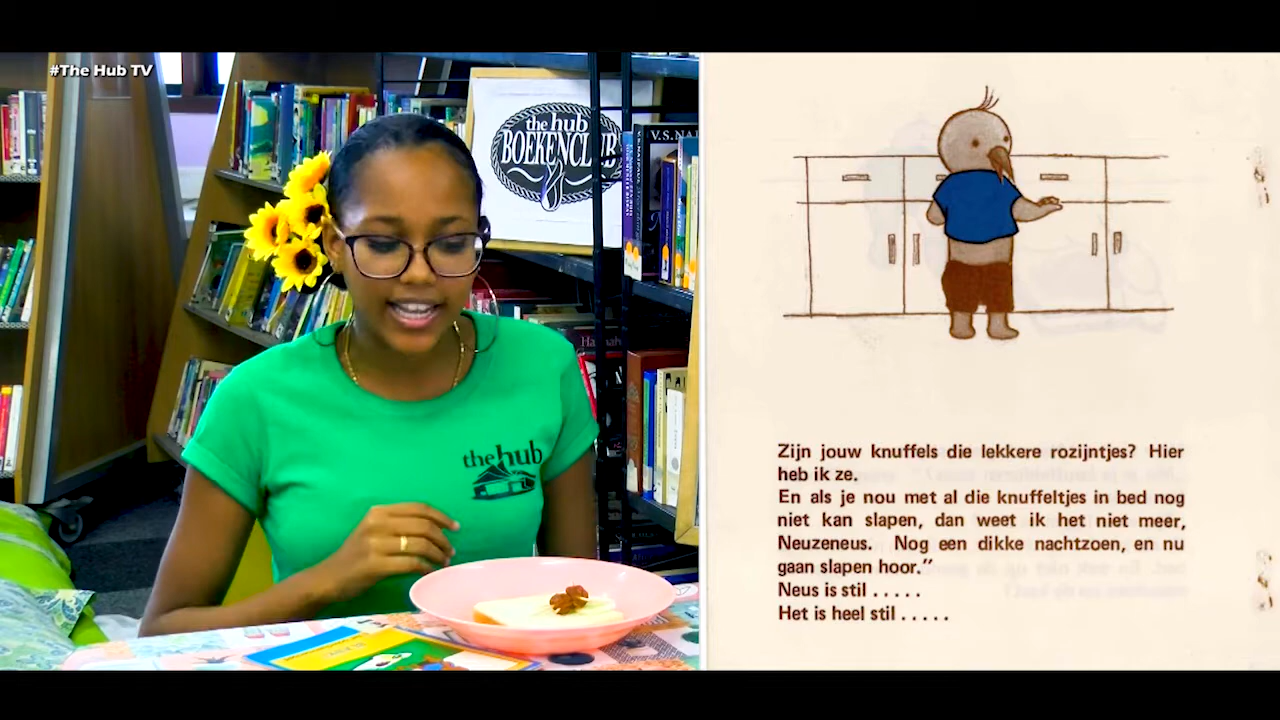 #The Hub TV
the hub
BOEKENCLUB
V.S.NAI
the hub
Zijn jouw knuffels die lekkere rozijntjes? Hier
heb ik ze.
En als je nou met al die knuffeltjes in bed nog
niet kan slapen, dan weet ik het niet meer,
Neuzeneus. Nog een dikke nachtzoen, en nu
gaan slapen hoor.”
Neus is stil . . . . .
Het is heel stil . . . . .